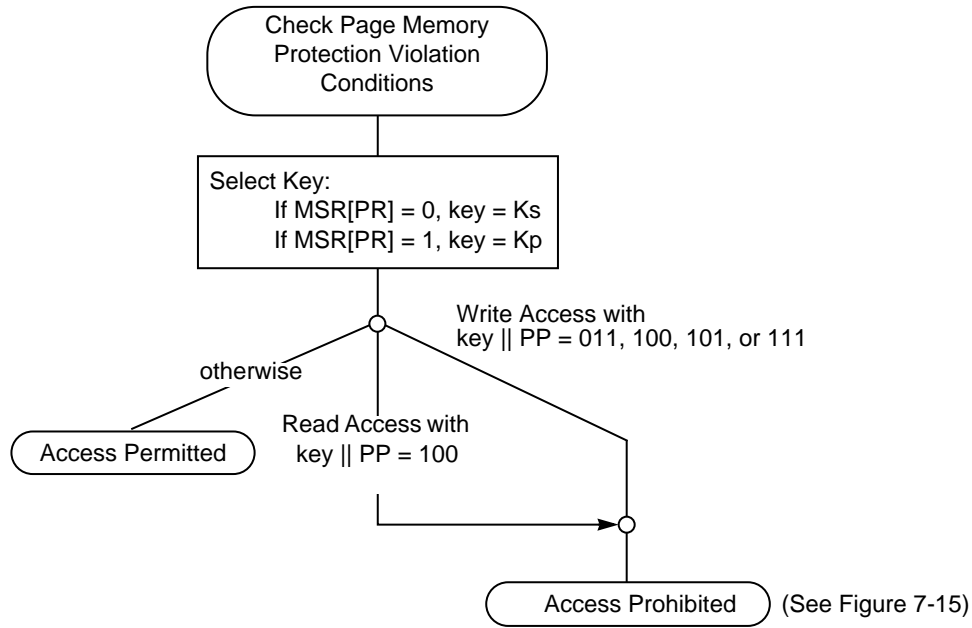 Check Page Memory
Protection Violation
Conditions
Select Key:
If MSR[PR] = 0, key = Ks
If MSR[PR] = 1, key = Kp
Write Access with
key || PP = 011, 100, 101, or 111
otherwise
Read Access with
key || PP = 100
Access Permitted
Access Prohibited
(See Figure 7-15)